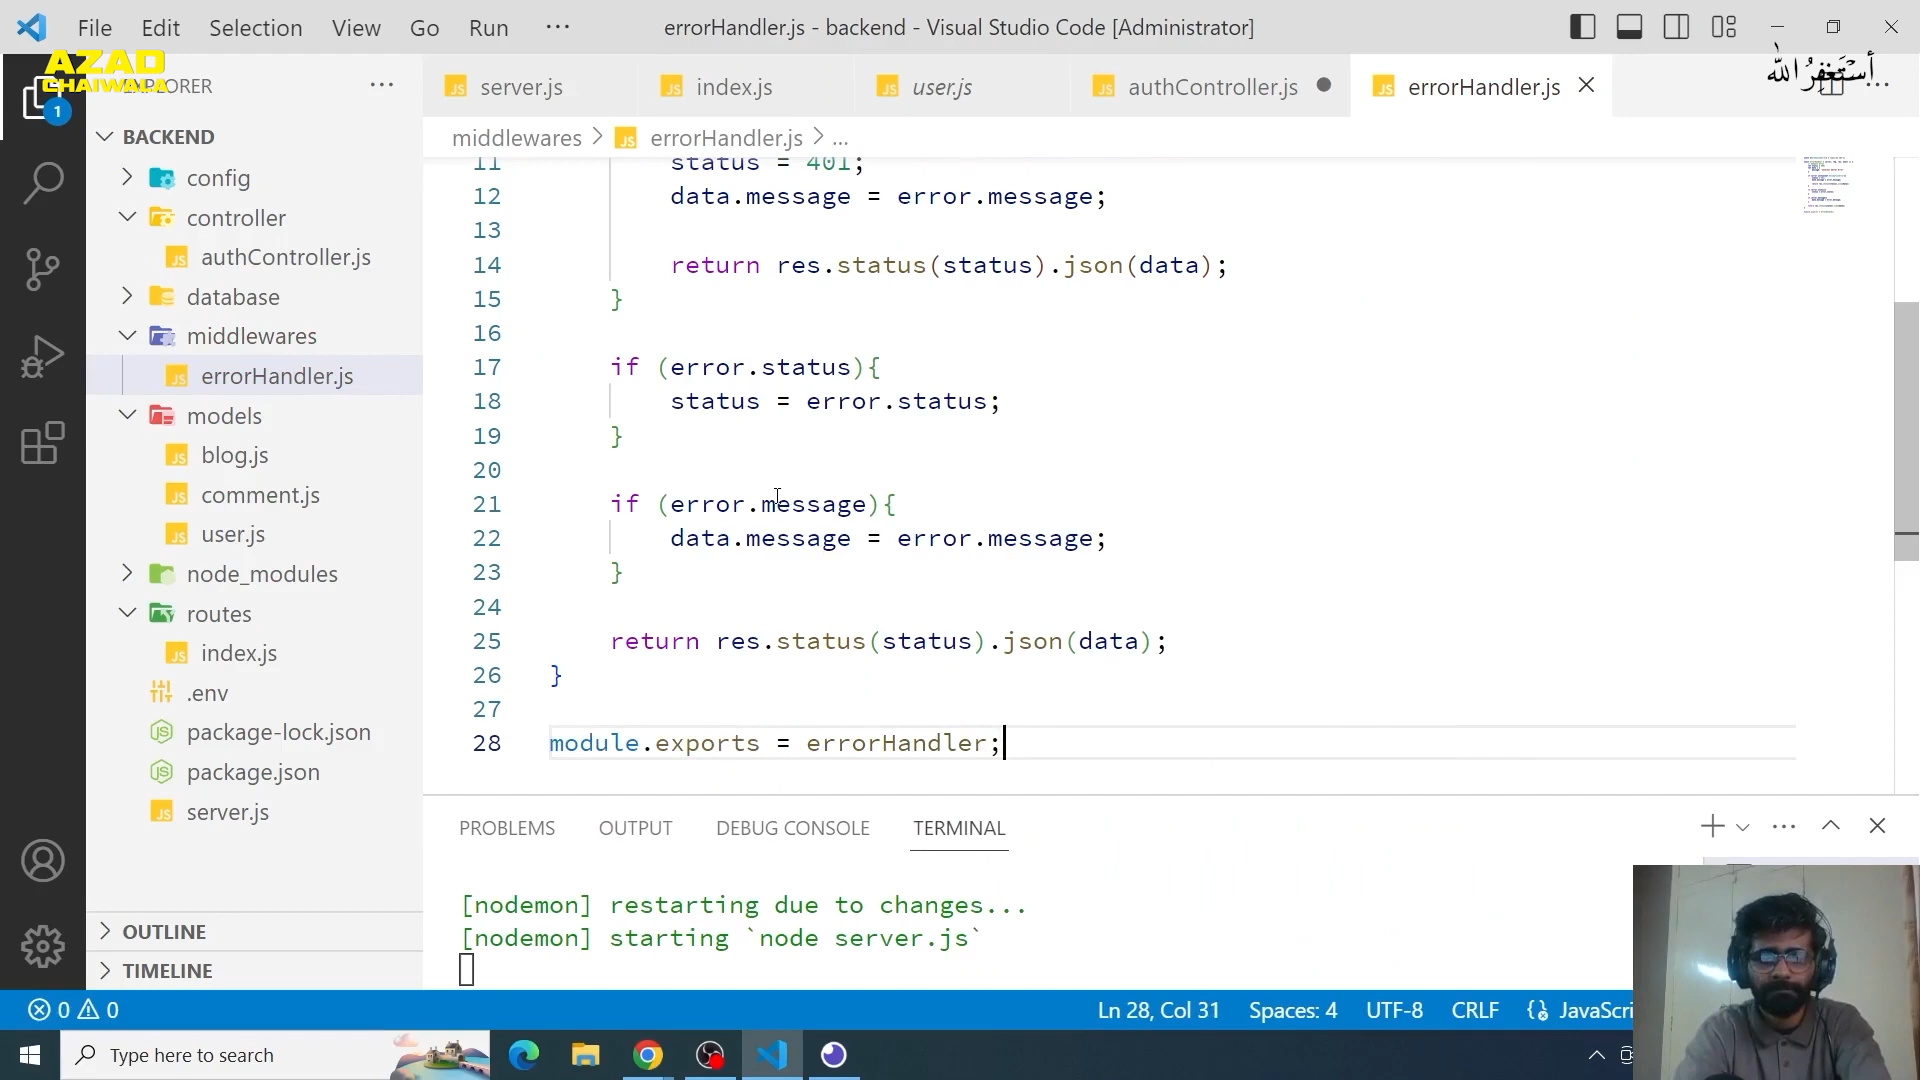 File Edit Selection View Go Run ... errorHandler.js - backend - Visual Studio Code [Administrator]
AZAD
CHAIWALA
أَسْتَغْفِرُ الله
EXPLORER ...
1
server.js index.js user.js authController.js errorHandler.js
BACKEND
config
controller
authController.js
database
middlewares
errorHandler.js
models
blog.js
comment.js
user.js
node_modules
routes
index.js
.env
package-lock.json
package.json
server.js
OUTLINE
TIMELINE
middlewares > errorHandler.js > ...
11 status = 401;
12 data.message = error.message;
13
14 return res.status(status).json(data);
15 }
16
17 if (error.status){
18 status = error.status;
19 }
20
21 if (error.message){
22 data.message = error.message;
23 }
24
25 return res.status(status).json(data);
26 }
27
28 module.exports = errorHandler;
PROBLEMS OUTPUT DEBUG CONSOLE TERMINAL
[nodemon] restarting due to changes...
[nodemon] starting `node server.js`
0 0 Ln 28, Col 31 Spaces: 4 UTF-8 CRLF {} JavaScri
Type here to search